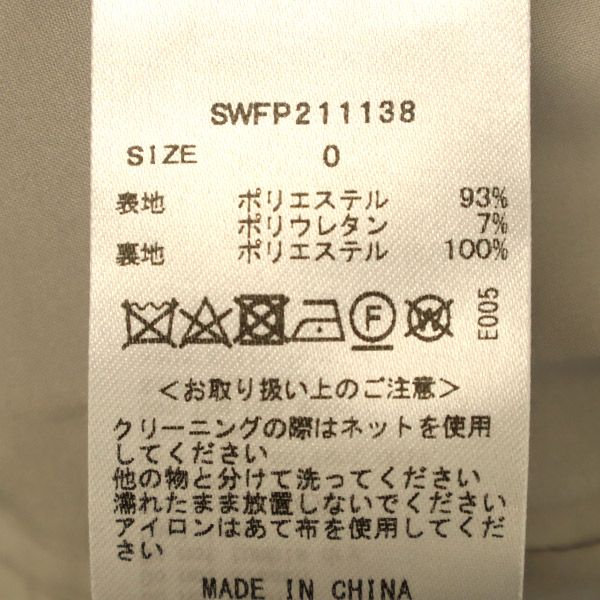 SWFP211138
SIZE 0
表地 ポリエステル 93%
ポリウレタン 7%
裏地 ポリエステル 100%
F W E005
<お取り扱い上のご注意>
クリーニングの際はネットを使用
してください
他の物と分けて洗ってください
濡れたまま放置しないでください
アイロンはあて布を使用してくだ
さい
MADE IN CHINA